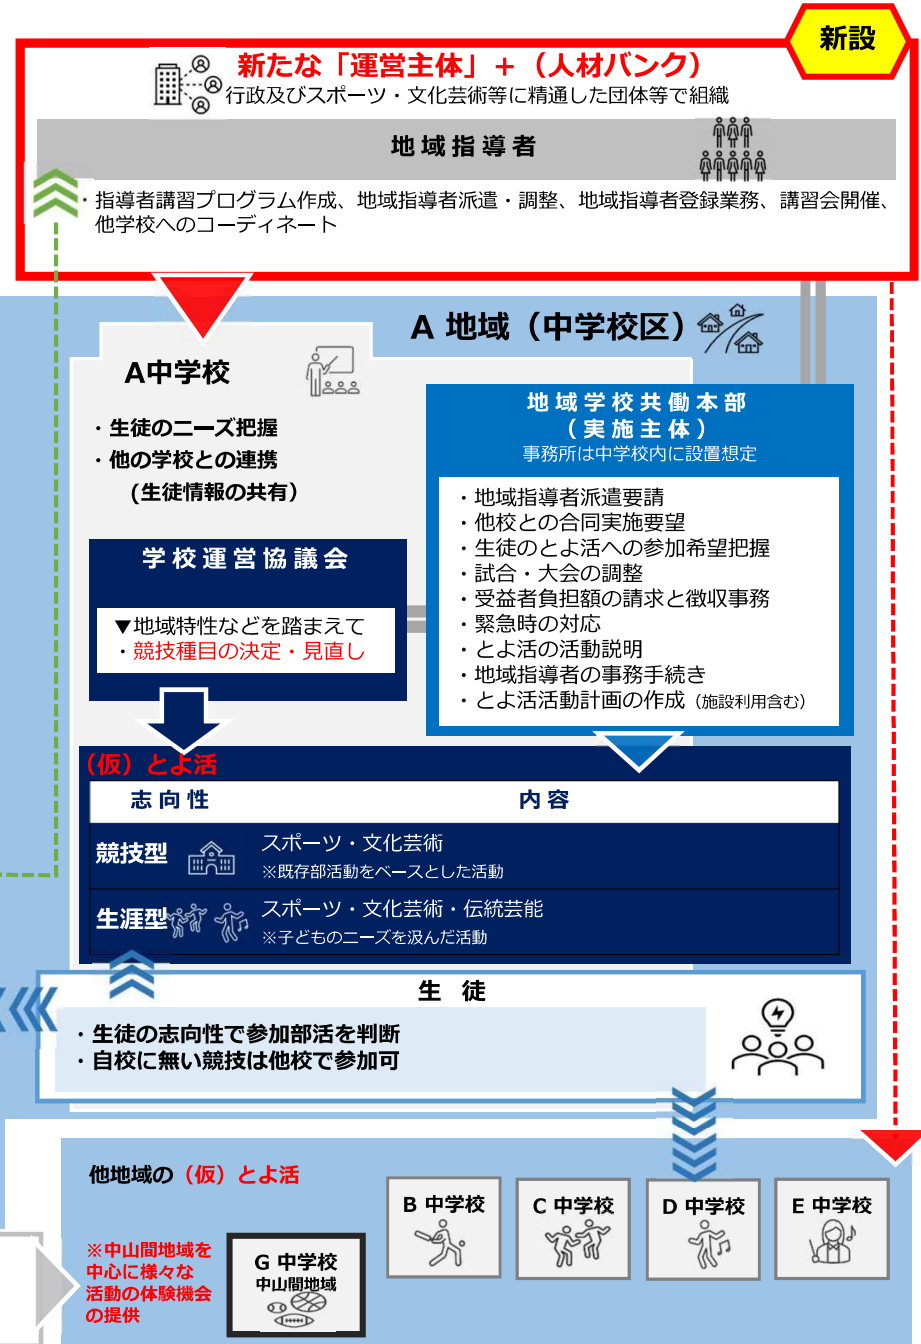 新設
新たな「運営主体」+（人材バンク）
行政及びスポーツ・文化芸術等に精通した団体等で組織
地域指導者
・指導者講習プログラム作成、地域指導者派遣・調整、地域指導者登録業務、講習会開催、
他学校へのコーディネート
A 地域（中学校区）
A中学校
・生徒のニーズ把握
・他の学校との連携
(生徒情報の共有）
地域学校共働本部
（実施主体）
事務所は中学校内に設置想定
・地域指導者派遣要請
・他校との合同実施要望
・生徒のとよ活への参加希望把握
・試合・大会の調整
・受益者負担額の請求と徴収事務
・緊急時の対応
・とよ活の活動説明
・地域指導者の事務手続き
・とよ活活動計画の作成（施設利用含む）
学校運営協議会
▼地域特性などを踏まえて
・競技種目の決定・見直し
（仮）とよ活
志向性 内容
競技型 スポーツ・文化芸術
※既存部活動をベースとした活動
生涯型 スポーツ・文化芸術・伝統芸能
※子どものニーズを汲んだ活動
生 徒
・生徒の志向性で参加部活を判断
・自校に無い競技は他校で参加可
他地域の（仮）とよ活
B 中学校
C 中学校
D 中学校
E 中学校
※中山間地域を
中心に様々な
活動の体験機会
の提供
G 中学校
中山間地域